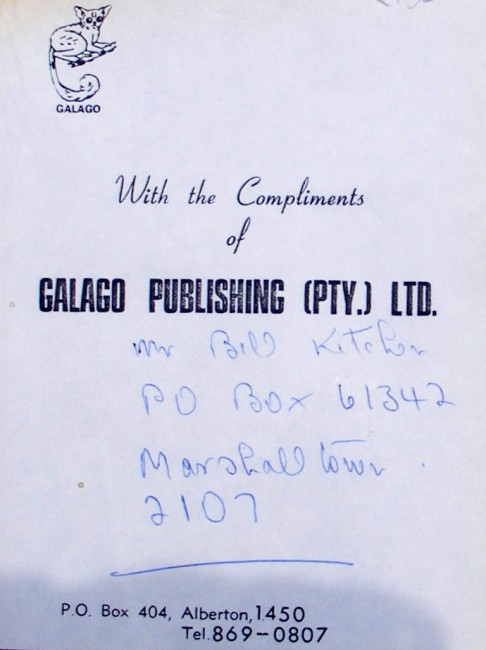 GALAGO
With the Compliments
of
GALAGO PUBLISHING (PTY.) LTD.
Mr Bill Kitchen
PO Box 61342
Marshalltown
2107
P.O. Box 404, Alberton, 1450
Tel. 869-0807